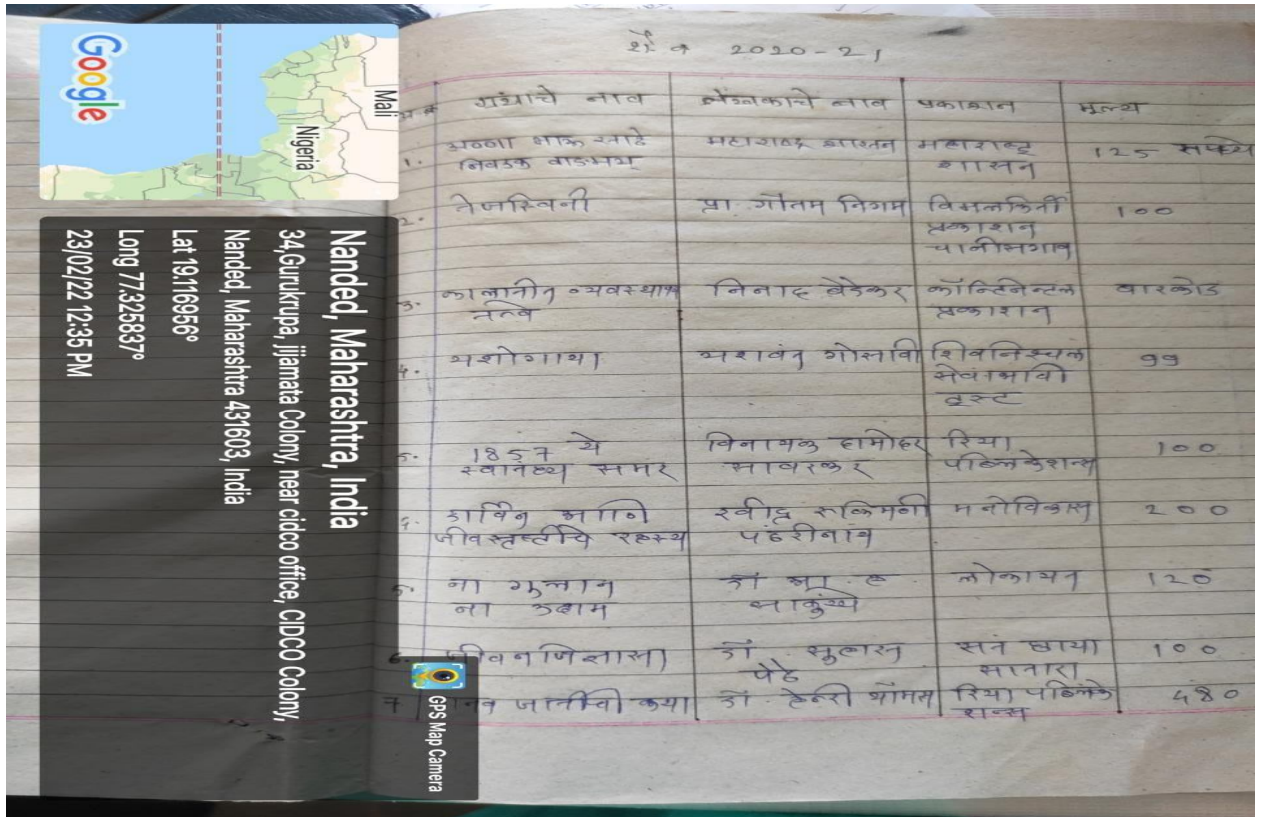 शै व 2020-21
अ क्र ग्रंथाचे नाव लेखकाचे नाव प्रकाशन मूल्य
1. अण्णा भाऊ साठे महाराष्ट्र शासन महाराष्ट्र 125 रुपये
निवडक वाङमय शासन
2. तेजस्विनी प्रा. गौतम निगम विमलकिर्ती 100
प्रकाशन
चाळीसगाव
3. कालातीत व्यवस्थापन निनाद बेडेकर कॉन्टिनेन्टल बारकोड
तत्व प्रकाशन
4. यशोगाथा यशवंत गोसावी शिवनिश्चल 99
सेवाभावी
ट्रस्ट
5. 1857 चे विनायक दामोदर रिया 100
स्वातंत्र्य समर सावरकर पब्लिकेशन्स
डार्विन आणि रवींद्र रुक्मिणी मनोविकास 200
जीवसृष्टीचे रहस्य पंढरीनाथ
5. ना गुलाम डॉ आ. ह. लोकायत 120
ना उद्दाम साळुंखे
6. जीवन जिज्ञासा डॉ. सुहास सन छाया 100
पेठे सातारा
7 मानव जातीची कथा डॉ. हेन्री थॉमस रिया पब्लिके 480
शन्स
Mali
Nigeria
Google
GPS Map Camera
Nanded, Maharashtra, India
34,Gurukrupa, jijamata Colony, near cidco office, CIDCO Colony,
Nanded, Maharashtra 431603, India
Lat 19.116956°
Long 77.325837°
23/02/22 12:35 PM